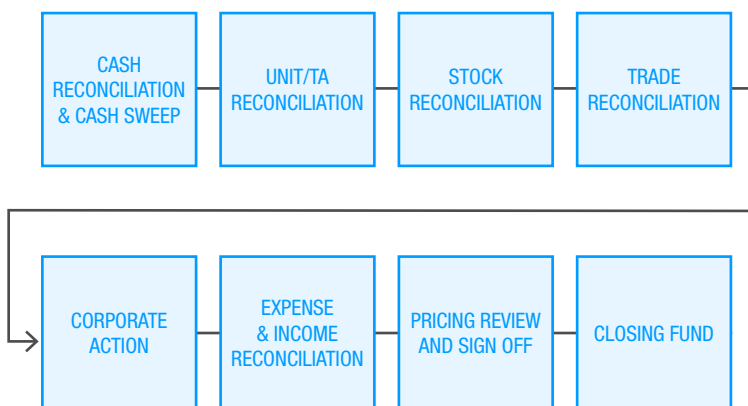 CASH
RECONCILIATION
& CASH SWEEP
UNIT/TA
RECONCILIATION
STOCK
RECONCILIATION
TRADE
RECONCILIATION
CORPORATE
ACTION
EXPENSE
& INCOME
RECONCILIATION
PRICING REVIEW
AND SIGN OFF
CLOSING FUND